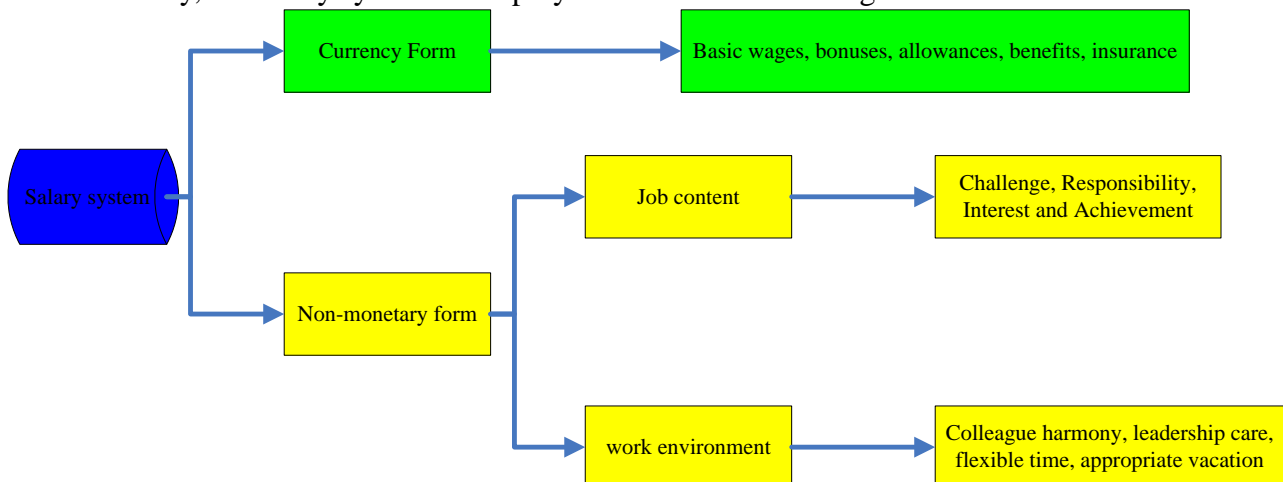 Currency Form
Basic wages, bonuses, allowances, benefits, insurance
Salary system
Job content
Challenge, Responsibility,
Interest and Achievement
Non-monetary form
work environment
Colleague harmony, leadership care,
flexible time, appropriate vacation